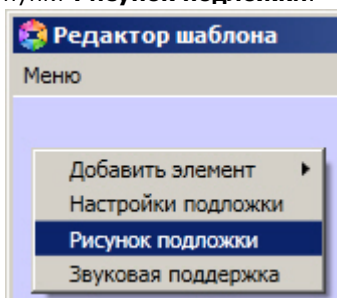 Редактор шаблона
Меню
Добавить элемент
Настройки подложки
Рисунок подложки
Звуковая поддержка